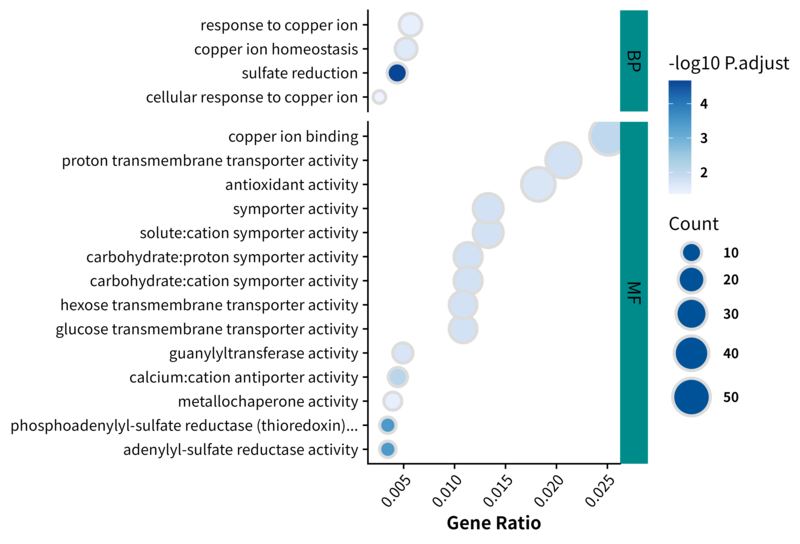 response to copper ion
copper ion homeostasis
sulfate reduction
cellular response to copper ion
BP
copper ion binding
proton transmembrane transporter activity
antioxidant activity
symporter activity
solute:cation symporter activity
carbohydrate:proton symporter activity
carbohydrate:cation symporter activity
hexose transmembrane transporter activity
glucose transmembrane transporter activity
guanylyltransferase activity
calcium:cation antiporter activity
metallochaperone activity
phosphoadenylyl-sulfate reductase (thioredoxin)...
adenylyl-sulfate reductase activity
MF
0.005
0.010
0.015
0.020
0.025
Gene Ratio
-log10 P.adjust
4
3
2
Count
10
20
30
40
50